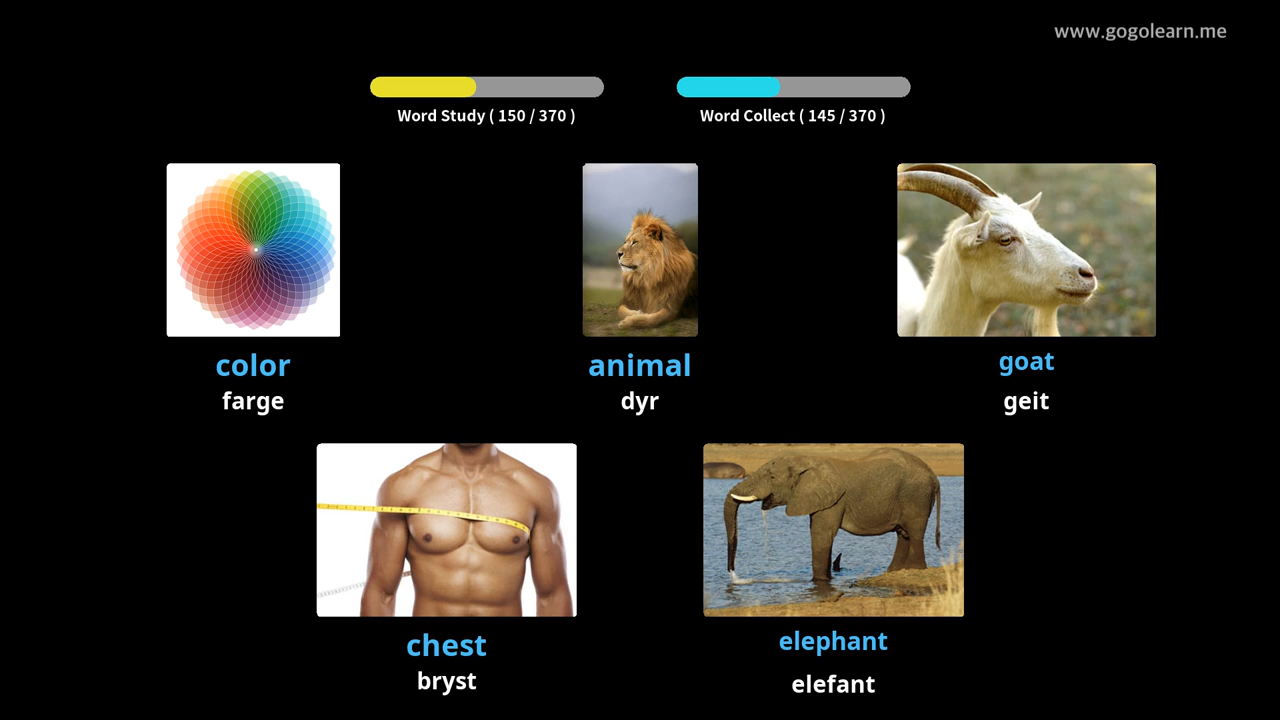 www.gogolearn.me
Word Study ( 150 / 370 )
Word Collect ( 145 / 370 )
color
farge
animal
dyr
goat
geit
chest
bryst
elephant
elefant